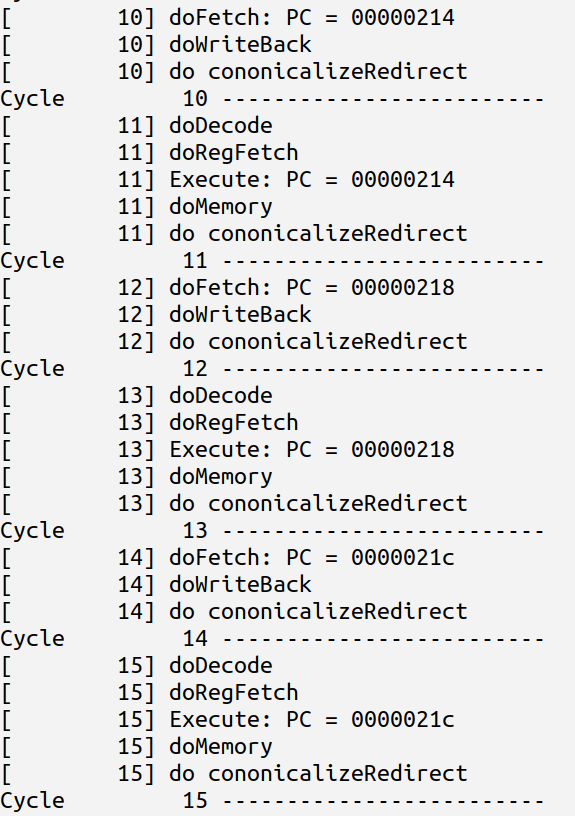 [        10] doFetch: PC = 00000214
[        10] doWriteBack
[        10] do cononicalizeRedirect
Cycle         10 -------------------------
[        11] doDecode
[        11] doRegFetch
[        11] Execute: PC = 00000214
[        11] doMemory
[        11] do cononicalizeRedirect
Cycle         11 -------------------------
[        12] doFetch: PC = 00000218
[        12] doWriteBack
[        12] do cononicalizeRedirect
Cycle         12 -------------------------
[        13] doDecode
[        13] doRegFetch
[        13] Execute: PC = 00000218
[        13] doMemory
[        13] do cononicalizeRedirect
Cycle         13 -------------------------
[        14] doFetch: PC = 0000021c
[        14] doWriteBack
[        14] do cononicalizeRedirect
Cycle         14 -------------------------
[        15] doDecode
[        15] doRegFetch
[        15] Execute: PC = 0000021c
[        15] doMemory
[        15] do cononicalizeRedirect
Cycle         15 -------------------------